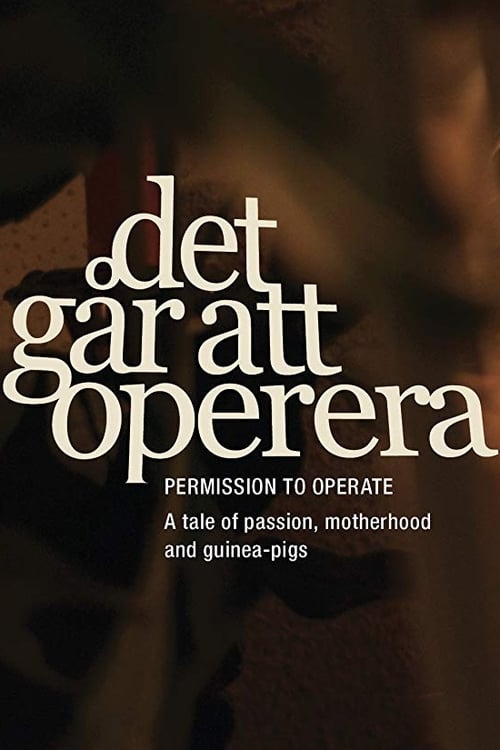 det
går att
operera
PERMISSION TO OPERATE
A tale of passion, motherhood
and guinea-pigs